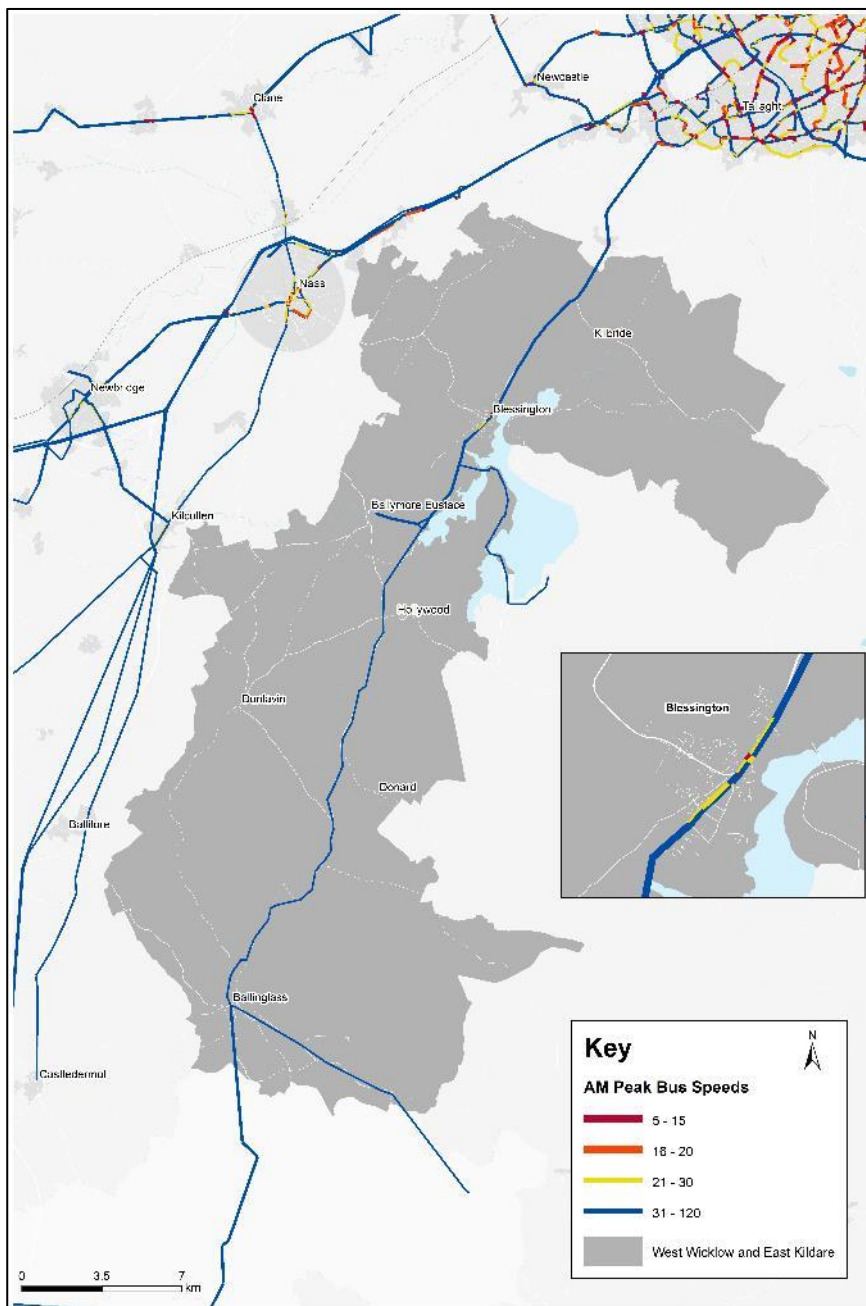 Newcastle
Clane
Tallaght
Naas
Kilbride
Newbridge
Blessington
Kilcullen
Ballymore Eustace
Hollywood
Dunlavin
Blessington
Donard
Ballitore
Baltinglass
Castledermot
Key
N
AM Peak Bus Speeds
5 - 15
16 - 20
21 - 30
31 - 120
West Wicklow and East Kildare
0 3.5 7
km